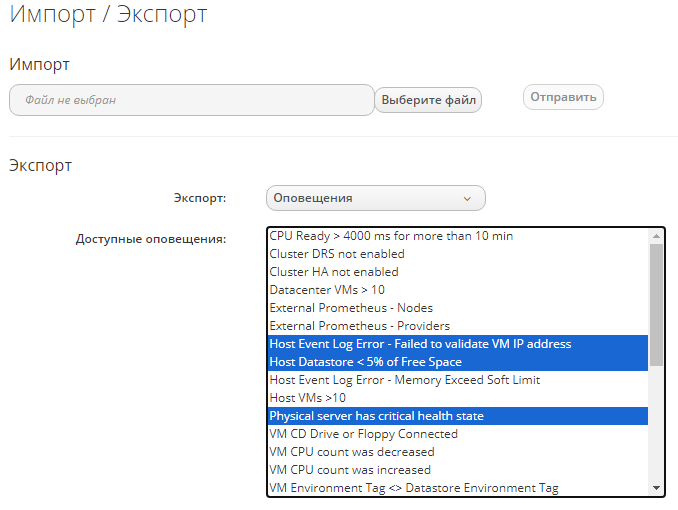 Импорт / Экспорт
Импорт
Файл не выбран
Выберите файл
Отправить
Экспорт
Экспорт:
Оповещения
Доступные оповещения:
CPU Ready > 4000 ms for more than 10 min
Cluster DRS not enabled
Cluster HA not enabled
Datacenter VMs > 10
External Prometheus - Nodes
External Prometheus - Providers
Host Event Log Error - Failed to validate VM IP address
Host Datastore < 5% of Free Space
Host Event Log Error - Memory Exceed Soft Limit
Host VMs >10
Physical server has critical health state
VM CD Drive or Floppy Connected
VM CPU count was decreased
VM CPU count was increased
VM Environment Tag <> Datastore Environment Tag